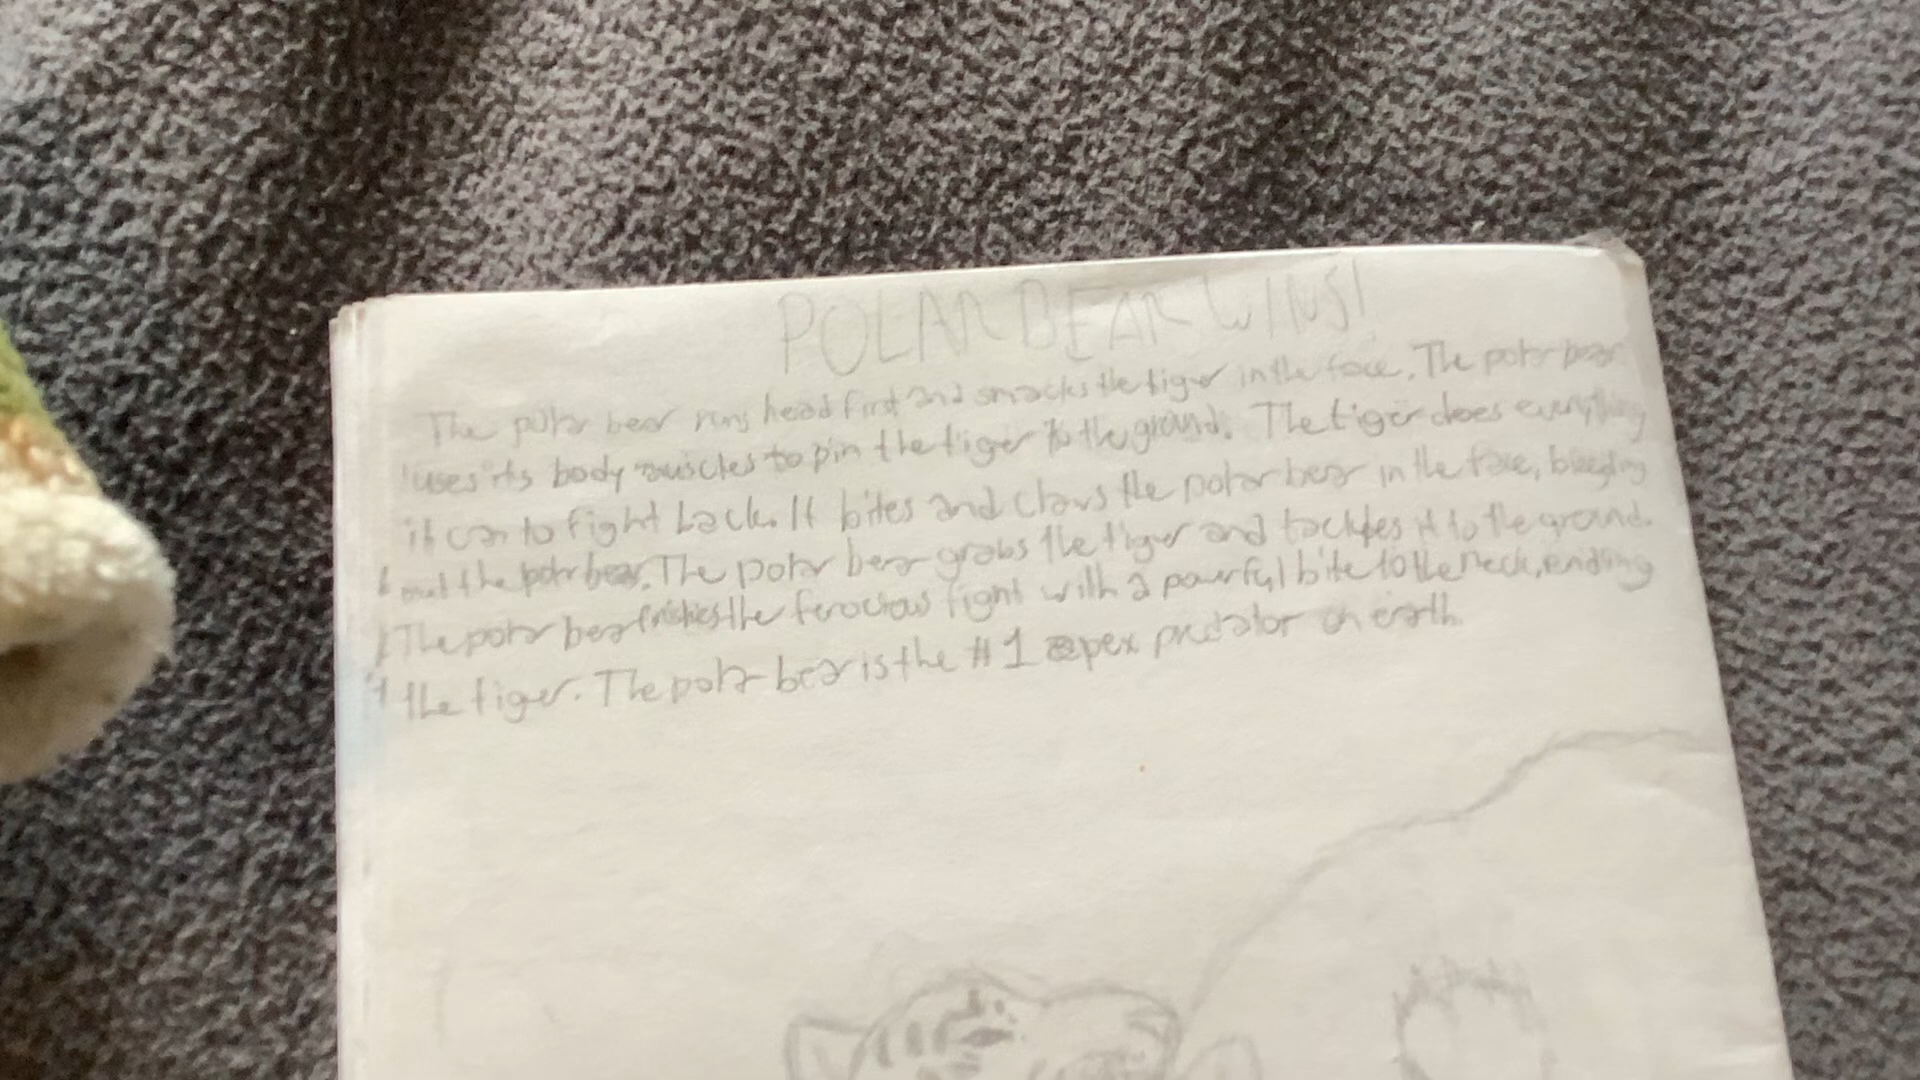 POLAR BEAR WINS!
The polar bear runs head first and smacks the tiger in the face. The polar bear
uses its body muscles to pin the tiger to the ground. The tiger does everything
it can to fight back. It bites and claws the polar bear in the face, bleeding
out the polar bear. The polar bear grabs the tiger and tackles it to the ground.
The polar bear finishes the ferocious fight with a powerful bite to the neck, ending
the tiger. The polar bear is the #1 apex predator on earth.